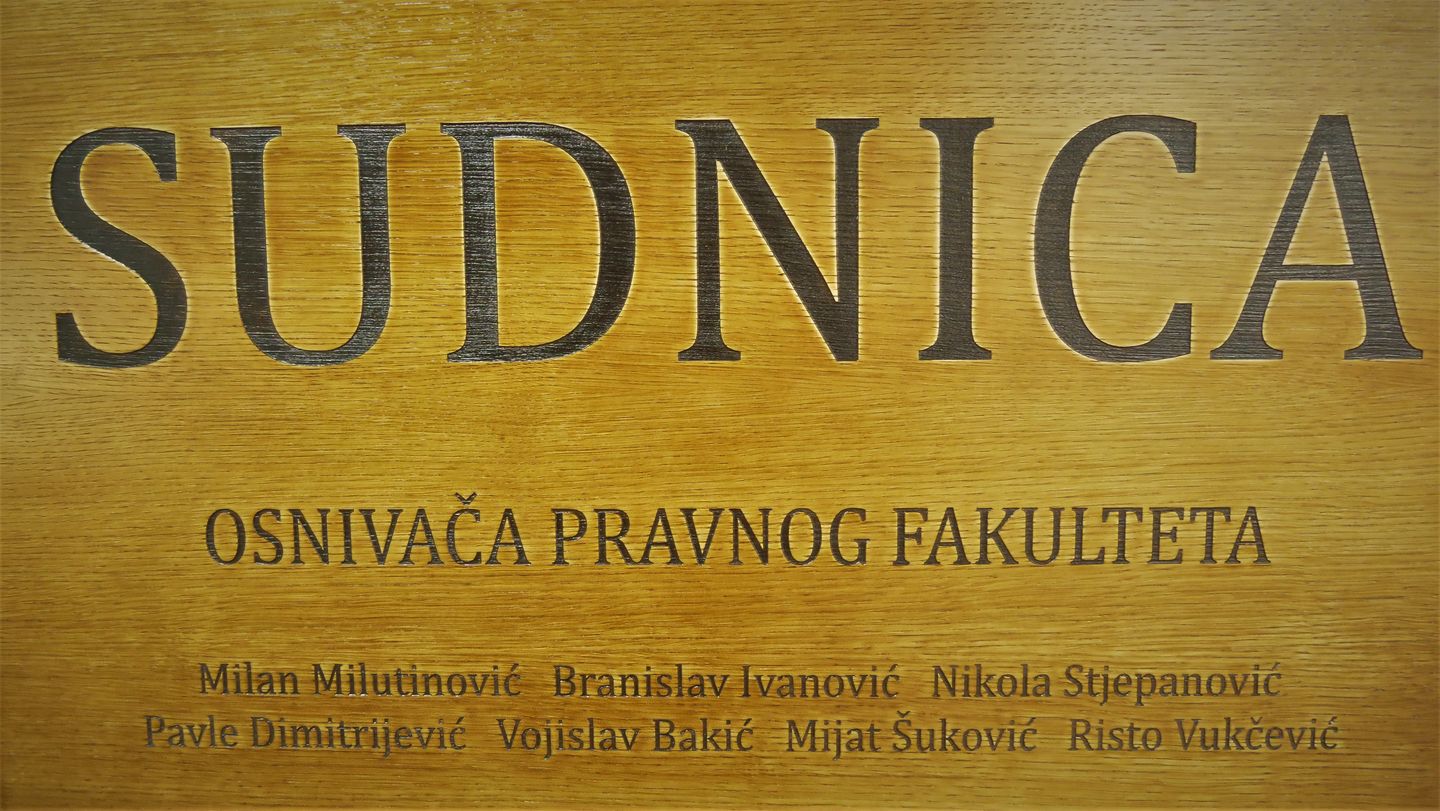 SUDNICA
OSNIVAČA PRAVNOG FAKULTETA
Milan Milutinović Branislav Ivanović Nikola Stjepanović
Pavle Dimitrijević Vojislav Bakić Mijat Šuković Risto Vukčević